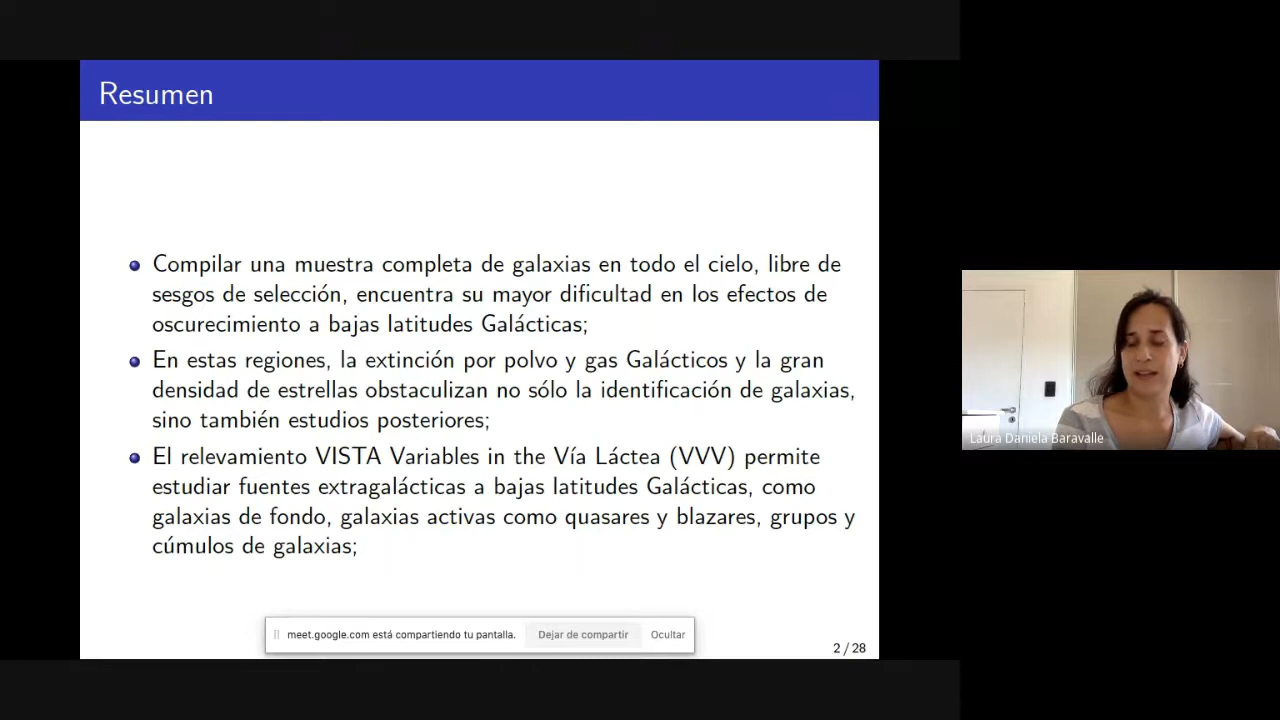 Resumen
Compilar una muestra completa de galaxias en todo el cielo, libre de
sesgos de selección, encuentra su mayor dificultad en los efectos de
oscurecimiento a bajas latitudes Galácticas;
En estas regiones, la extinción por polvo y gas Galácticos y la gran
densidad de estrellas obstaculizan no sólo la identificación de galaxias,
sino también estudios posteriores;
El relevamiento VISTA Variables in the Vía Láctea (VVV) permite
estudiar fuentes extragalácticas a bajas latitudes Galácticas, como
galaxias de fondo, galaxias activas como quasares y blazares, grupos y
cúmulos de galaxias;
meet.google.com está compartiendo tu pantalla.
Dejar de compartir
Ocultar
2 / 28
Laura Daniela Baravalle